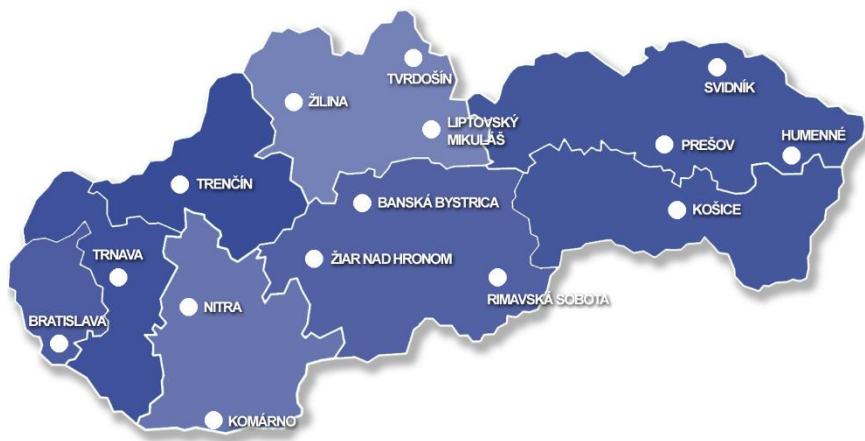 TVRDOŠÍN
SVIDNÍK
ŽILINA
LIPTOVSKÝ
MIKULÁŠ
HUMENNÉ
PREŠOV
TRENČÍN
BANSKÁ BYSTRICA
KOŠICE
TRNAVA
ŽIAR NAD HRONOM
RIMAVSKÁ SOBOTA
NITRA
BRATISLAVA
KOMÁRNO